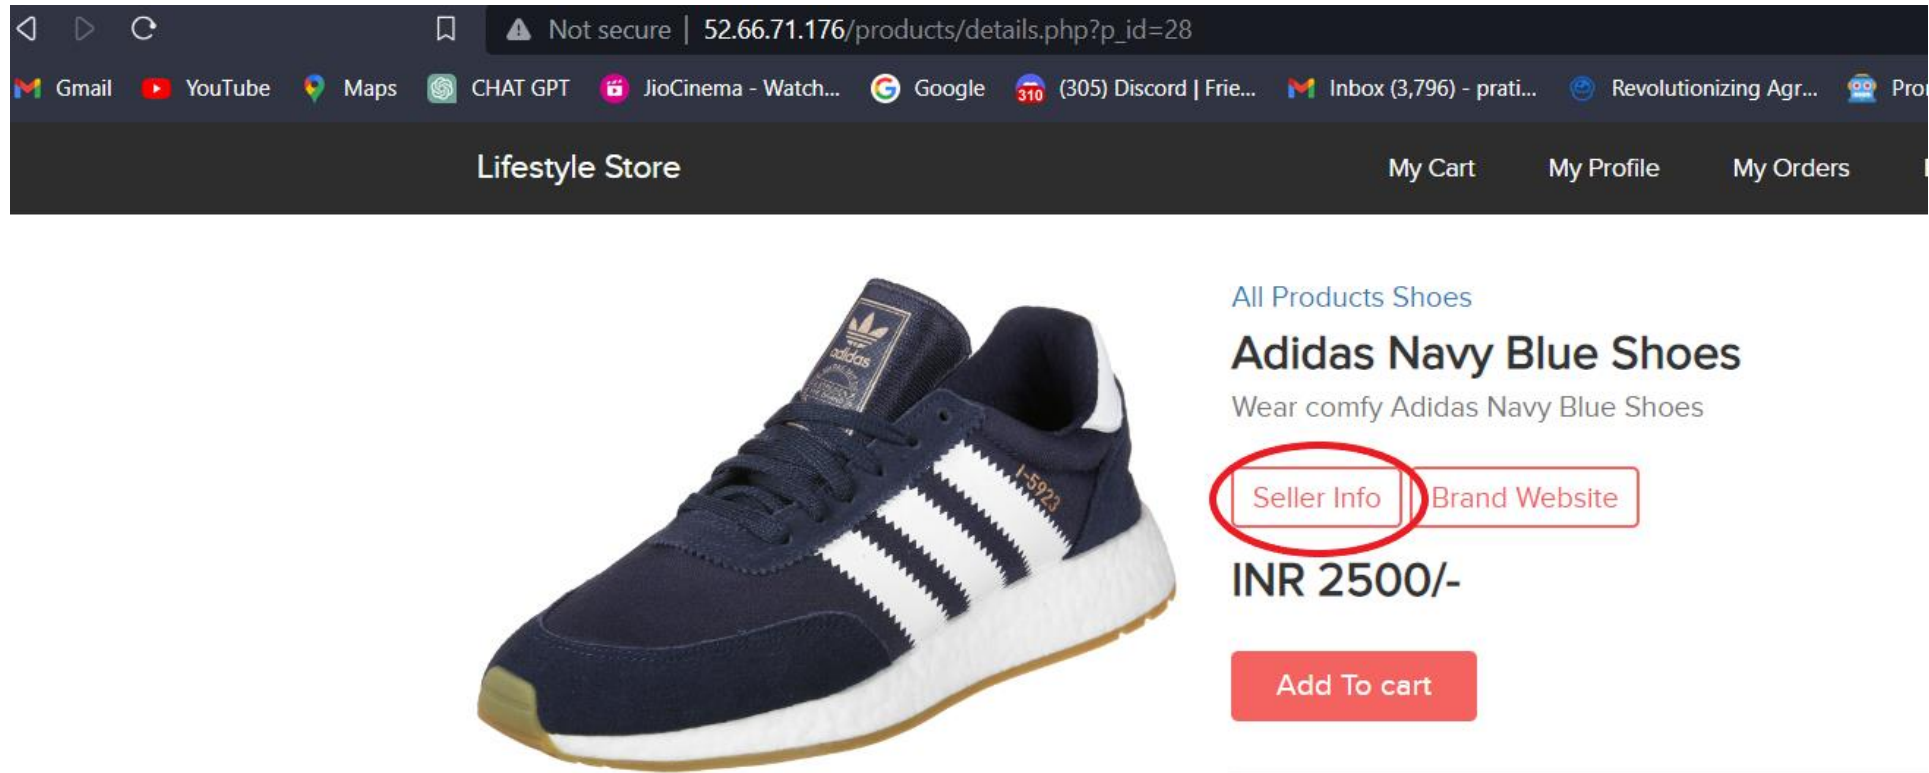 Not secure | 52.66.71.176/products/details.php?p_id=28
Gmail YouTube Maps CHAT GPT JioCinema - Watch... Google 310 (305) Discord | Frie... Inbox (3,796) - prati... Revolutionizing Agr...
Lifestyle Store My Cart My Profile My Orders
All Products Shoes
Adidas Navy Blue Shoes
Wear comfy Adidas Navy Blue Shoes
Seller Info Brand Website
INR 2500/-
Add To cart
adidas
I-5923